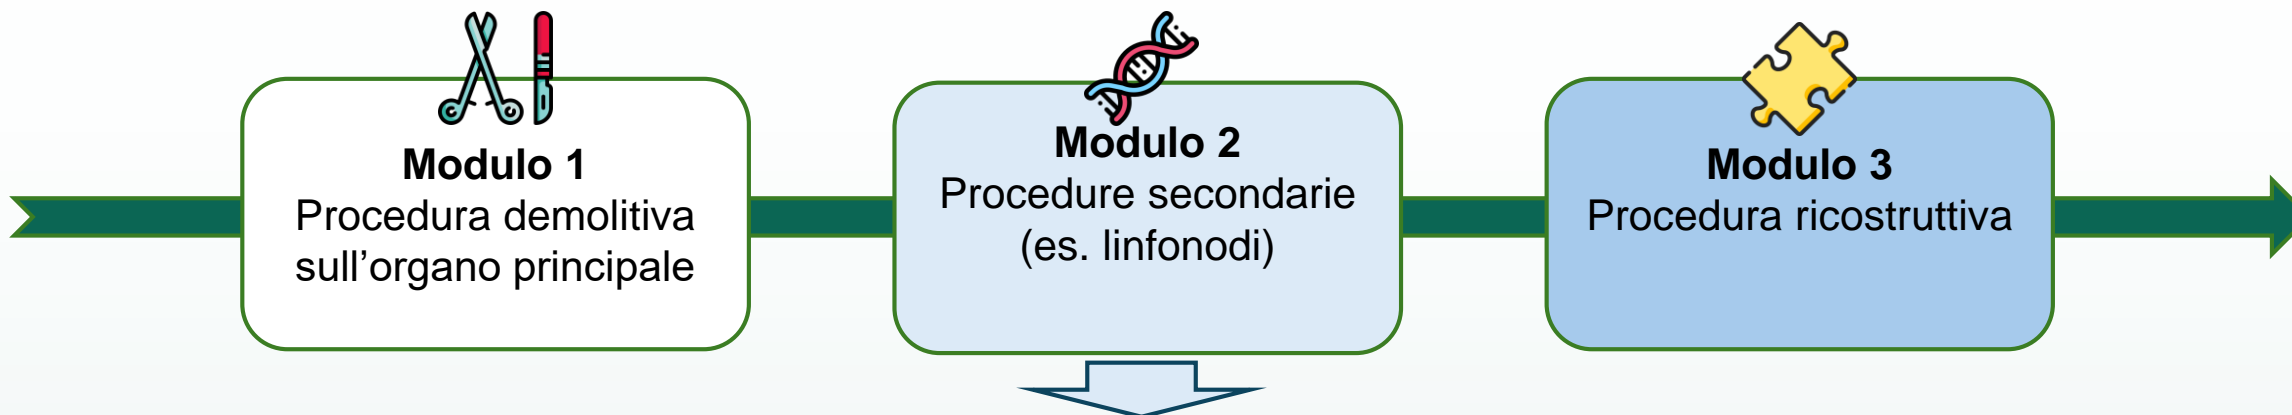 Modulo 1
Procedura demolitiva
sull’organo principale
Modulo 2
Procedure secondarie
(es. linfonodi)
Modulo 3
Procedura ricostruttiva